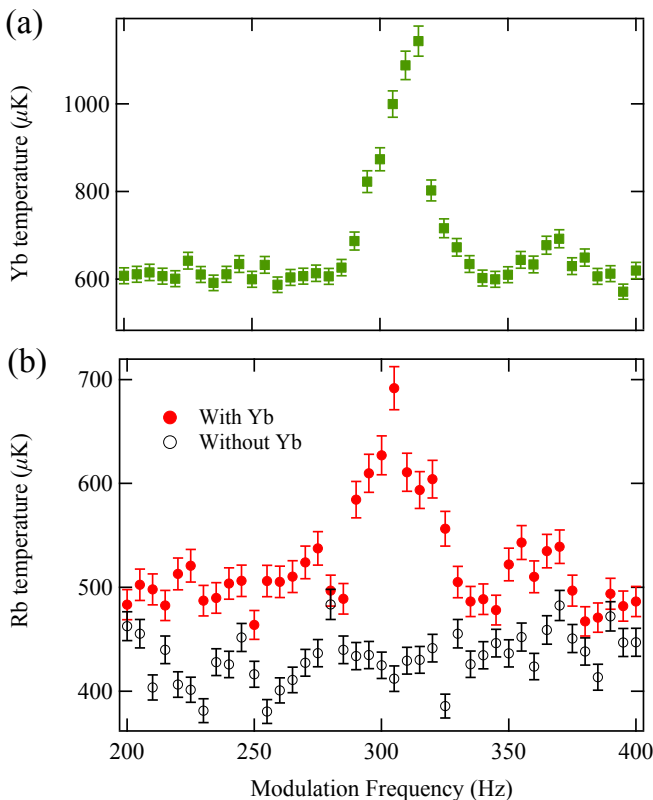 (a)
Yb temperature (μK)
1000
800
600
(b)
Rb temperature (μK)
700
600
500
400
With Yb
Without Yb
200
250
300
350
400
Modulation Frequency (Hz)